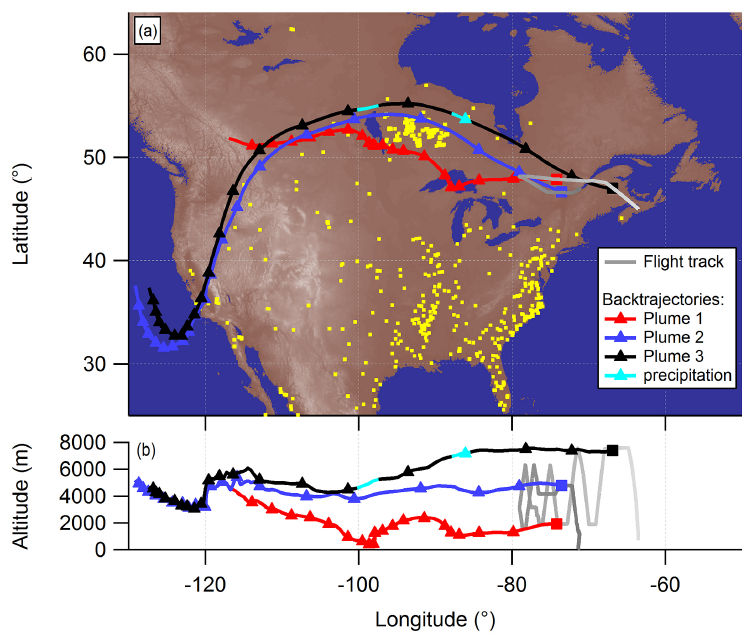 (a)
60
50
40
30
Latitude (°)
Flight track
Backtrajectories:
Plume 1
Plume 2
Plume 3
precipitation
(b)
8000
6000
4000
2000
0
Altitude (m)
-120
-100
-80
-60
Longitude (°)